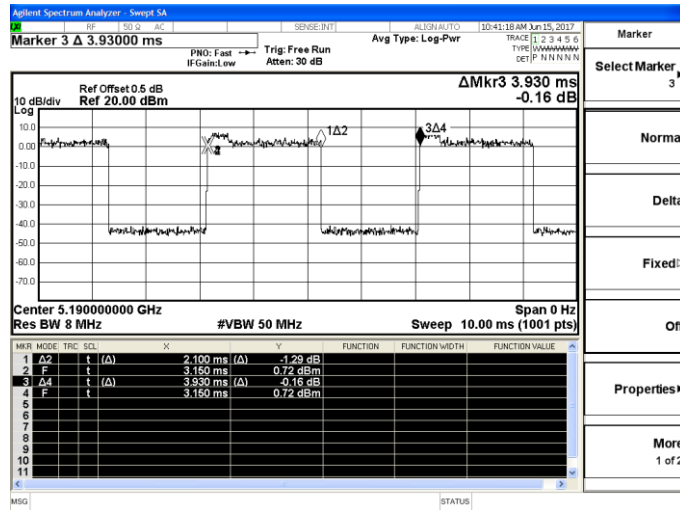 Agilent Spectrum Analyzer - Swept SA
RF 50 Ω AC SENSE:INT ALIGN AUTO 10:41:18 AM Jun 15, 2017
Marker 3 Δ 3.93000 ms
PNO: Fast
IFGain:Low
Trig: Free Run
Atten: 30 dB
Avg Type: Log-Pwr
TRACE 1 2 3 4 5 6
TYPE
DET P N N N N N
Ref Offset 0.5 dB
10 dB/div Ref 20.00 dBm
ΔMkr3 3.930 ms
-0.16 dB
Log
10.0
0.00
-10.0
-20.0
-30.0
-40.0
-50.0
-60.0
-70.0
1Δ2
3Δ4
Center 5.190000000 GHz Span 0 Hz
Res BW 8 MHz #VBW 50 MHz Sweep 10.00 ms (1001 pts)
MKR MODE TRC SCL X Y FUNCTION FUNCTION WIDTH FUNCTION VALUE
1 Δ2 t (Δ) 2.100 ms (Δ) -1.29 dB
2 F t 3.150 ms 0.72 dBm
3 Δ4 t (Δ) 3.930 ms (Δ) -0.16 dB
4 F t 3.150 ms 0.72 dBm
5
6
7
8
9
10
11
MSG STATUS
Marker
Select Marker
3
Norma
Delta
Fixed
Of
Properties
More
1 of 2